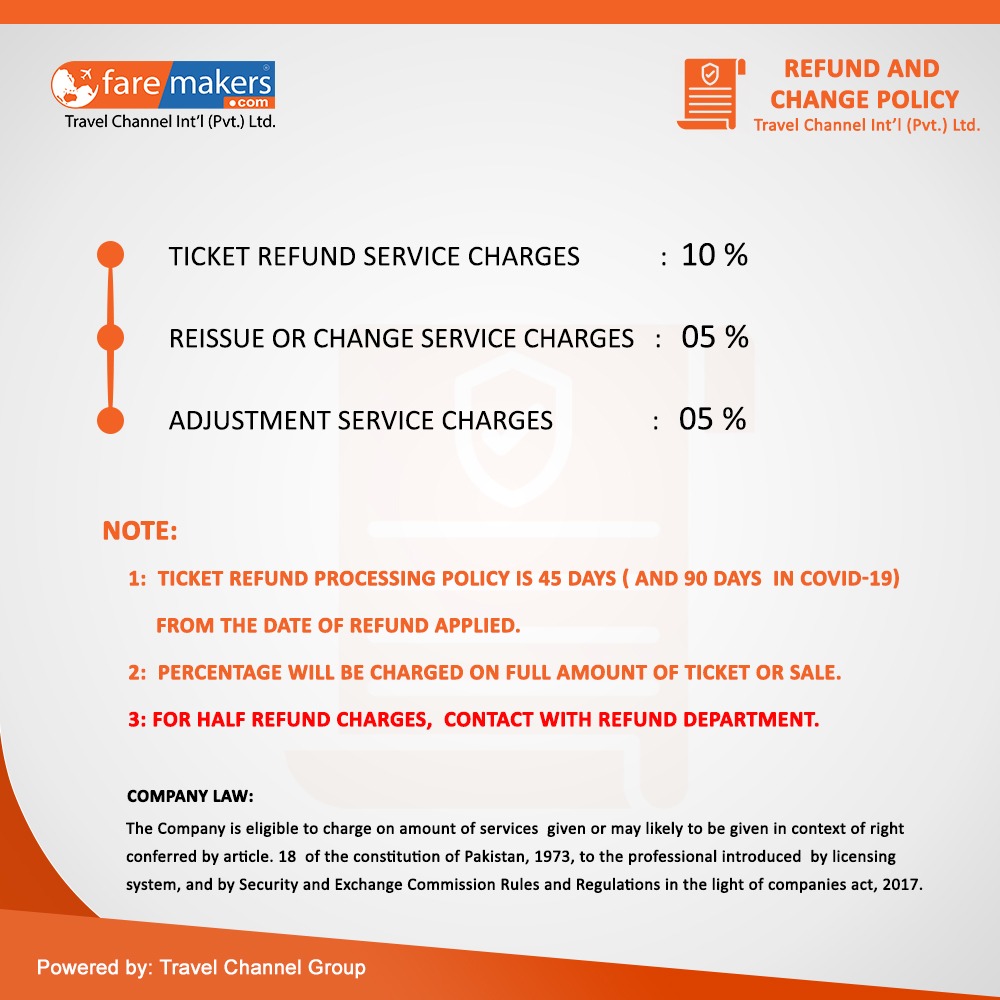 fare makers
.com
Travel Channel Int'l (Pvt.) Ltd.
REFUND AND
CHANGE POLICY
Travel Channel Int'l (Pvt.) Ltd.
TICKET REFUND SERVICE CHARGES : 10 %
REISSUE OR CHANGE SERVICE CHARGES : 05 %
ADJUSTMENT SERVICE CHARGES : 05 %
NOTE:
1: TICKET REFUND PROCESSING POLICY IS 45 DAYS ( AND 90 DAYS IN COVID-19)
FROM THE DATE OF REFUND APPLIED.
2: PERCENTAGE WILL BE CHARGED ON FULL AMOUNT OF TICKET OR SALE.
3: FOR HALF REFUND CHARGES, CONTACT WITH REFUND DEPARTMENT.
COMPANY LAW:
The Company is eligible to charge on amount of services given or may likely to be given in context of right
conferred by article. 18 of the constitution of Pakistan, 1973, to the professional introduced by licensing
system, and by Security and Exchange Commission Rules and Regulations in the light of companies act, 2017.
Powered by: Travel Channel Group